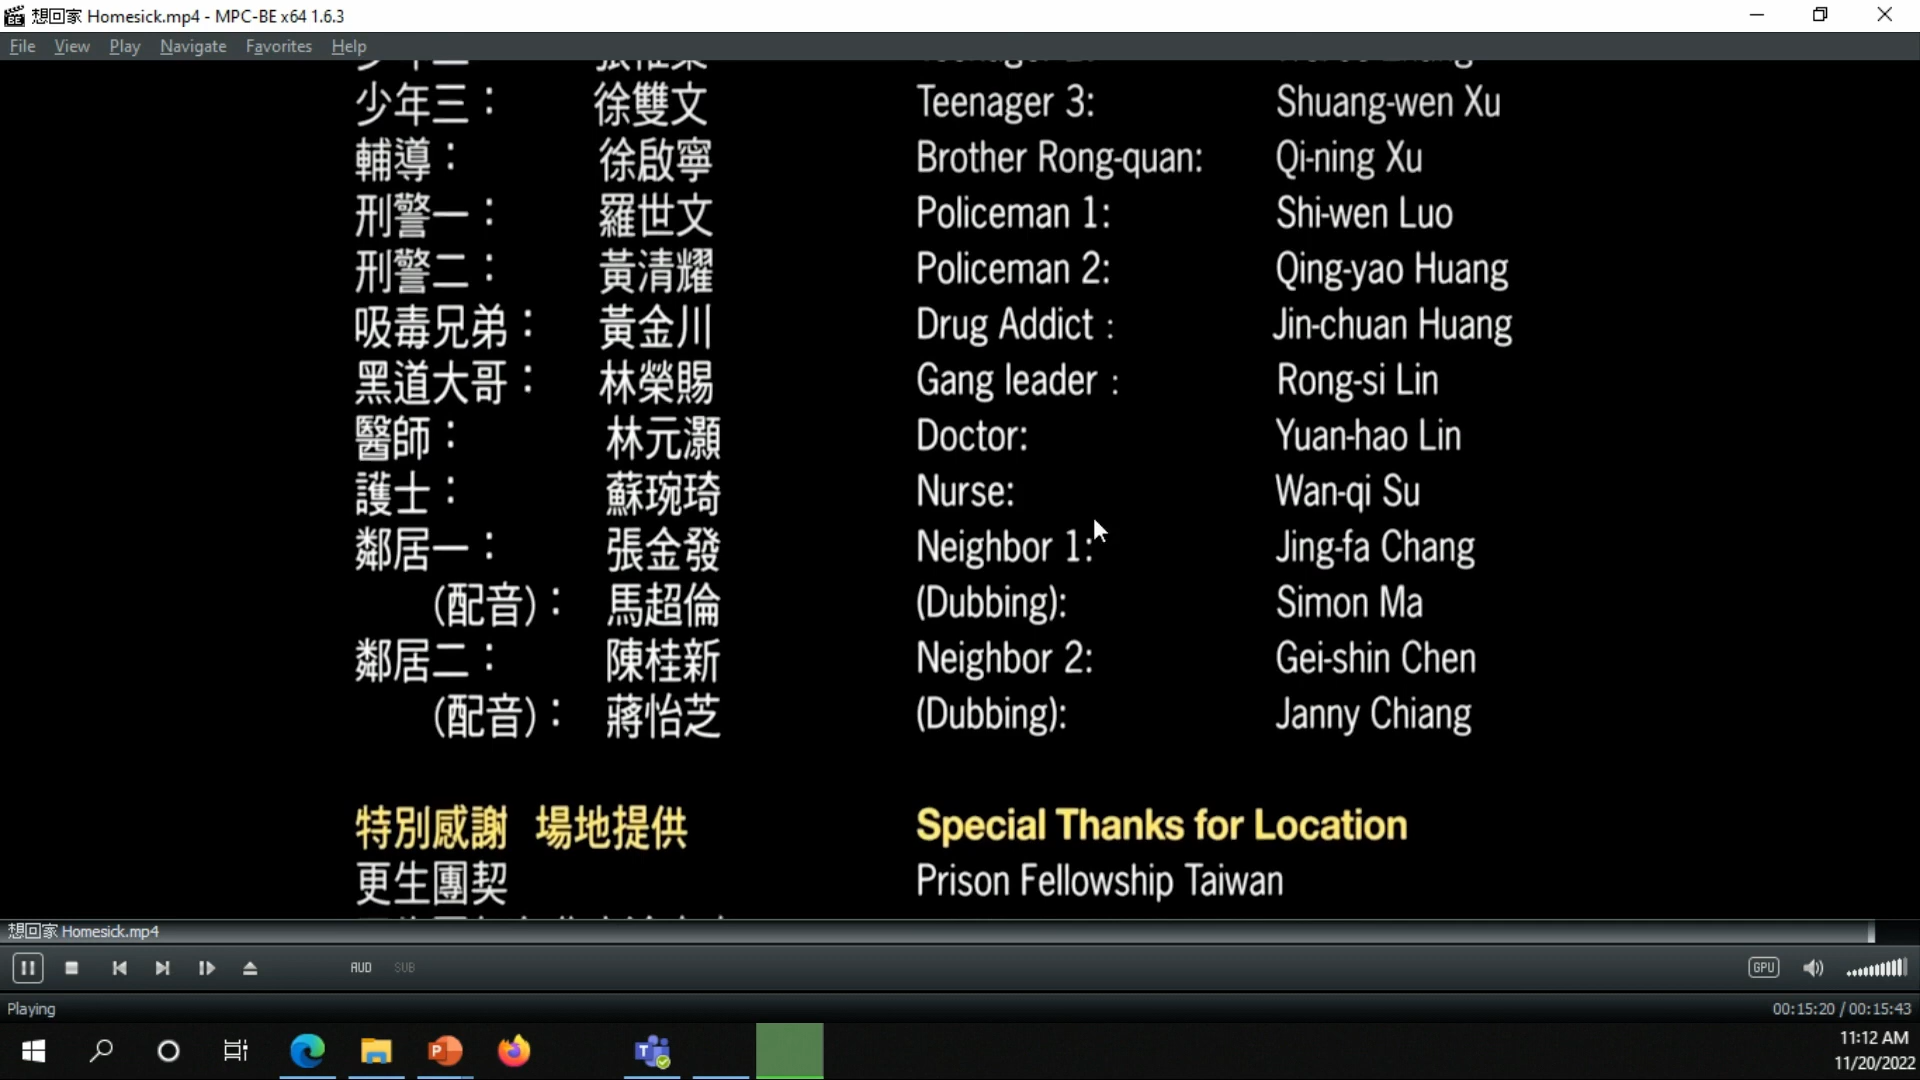 想回家 Homesick.mp4 - MPC-BE x64 1.6.3
File View Play Navigate Favorites Help
少年三： 徐雙文 Teenager 3: Shuang-wen Xu
輔導： 徐啟寧 Brother Rong-quan: Qi-ning Xu
刑警一： 羅世文 Policeman 1: Shi-wen Luo
刑警二： 黃清耀 Policeman 2: Qing-yao Huang
吸毒兄弟： 黃金川 Drug Addict : Jin-chuan Huang
黑道大哥： 林榮賜 Gang leader : Rong-si Lin
醫師： 林元灝 Doctor: Yuan-hao Lin
護士： 蘇琬琦 Nurse: Wan-qi Su
鄰居一： 張金發 Neighbor 1: Jing-fa Chang
(配音)： 馬超倫 (Dubbing): Simon Ma
鄰居二： 陳桂新 Neighbor 2: Gei-shin Chen
(配音)： 蔣怡芝 (Dubbing): Janny Chiang
特別感謝 場地提供 Special Thanks for Location
更生團契 Prison Fellowship Taiwan
想回家 Homesick.mp4
AUD SUB GPU
Playing 00:15:20 / 00:15:43
11:12 AM
11/20/2022